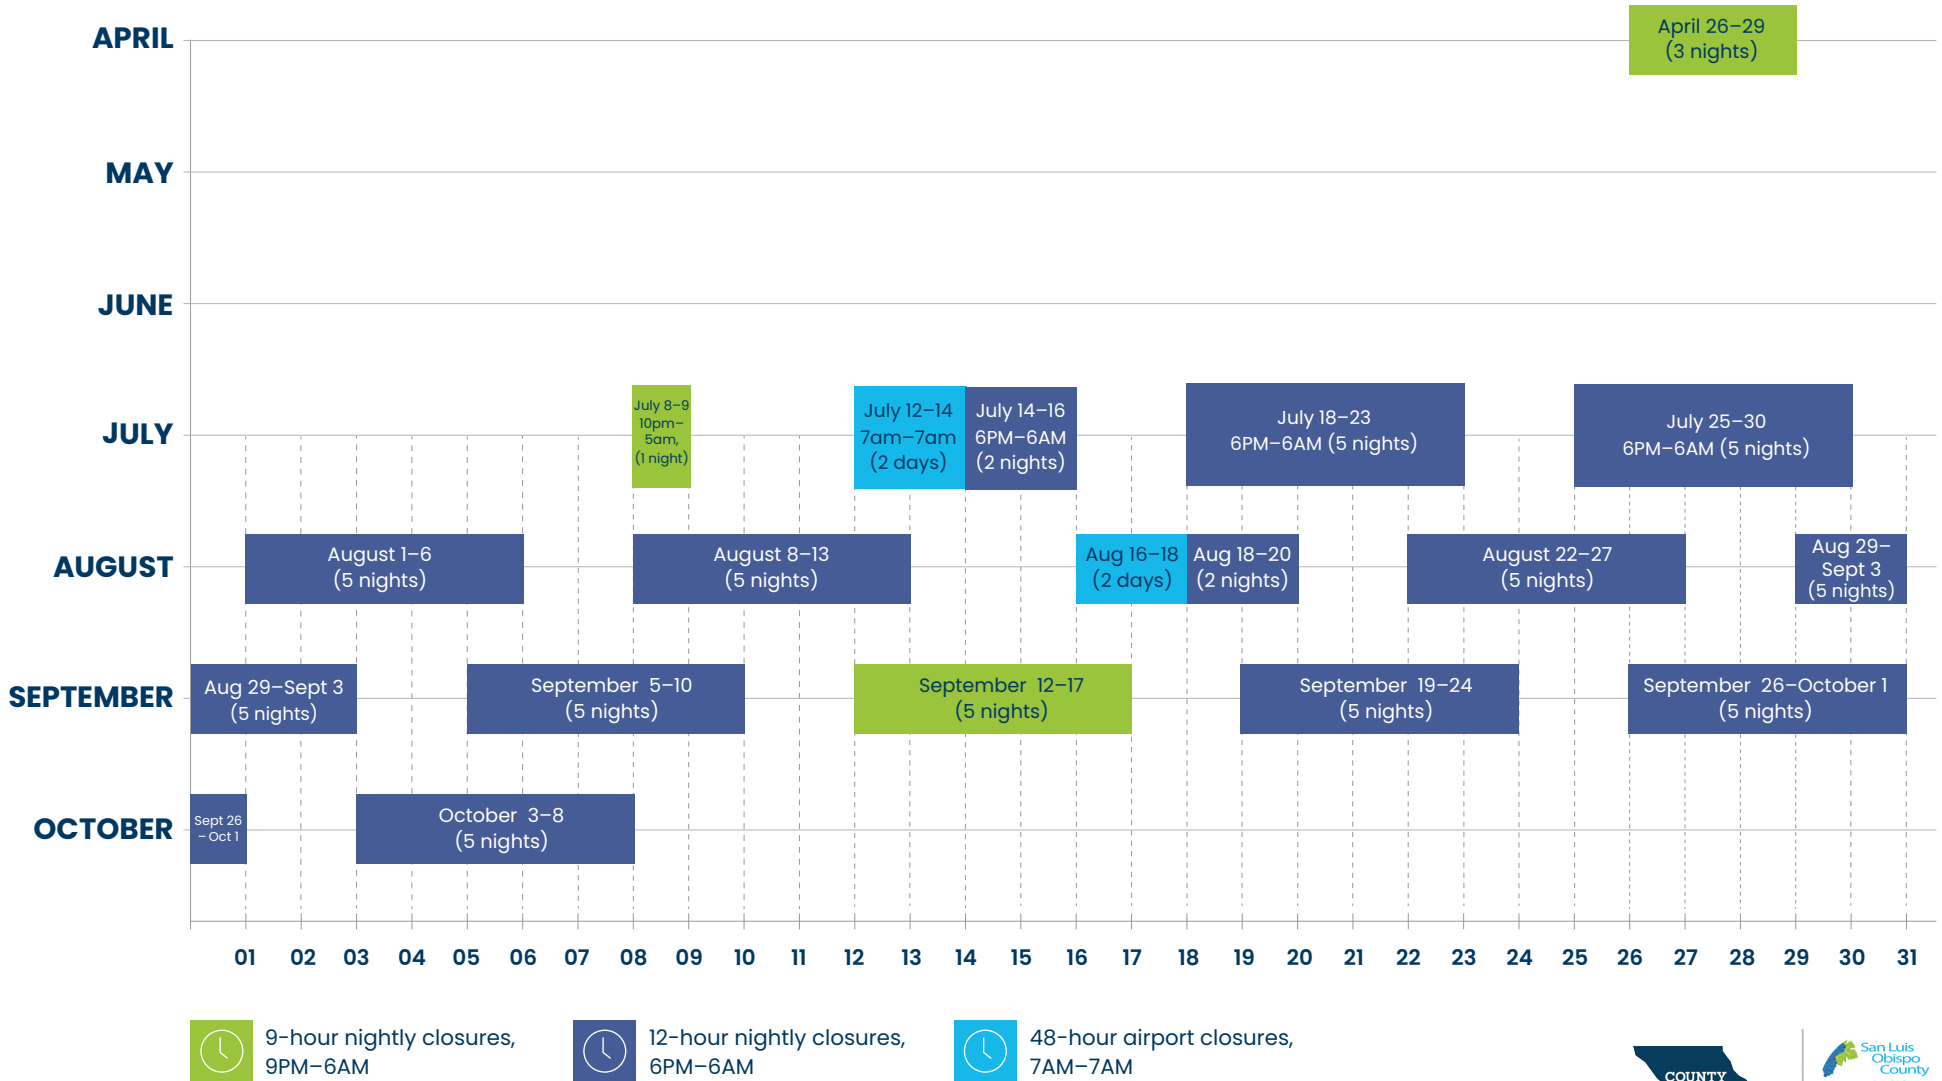 APRIL
April 26–29
(3 nights)
MAY
JUNE
JULY
July 8–9
10pm–
5am,
(1 night)
July 12–14
7am–7am
(2 days)
July 14–16
6PM–6AM
(2 nights)
July 18–23
6PM–6AM (5 nights)
July 25–30
6PM–6AM (5 nights)
AUGUST
August 1–6
(5 nights)
August 8–13
(5 nights)
Aug 16–18
(2 days)
Aug 18–20
(2 nights)
August 22–27
(5 nights)
Aug 29–
Sept 3
(5 nights)
SEPTEMBER
Aug 29–Sept 3
(5 nights)
September 5–10
(5 nights)
September 12–17
(5 nights)
September 19–24
(5 nights)
September 26–October 1
(5 nights)
OCTOBER
Sept 26
– Oct 1
October 3–8
(5 nights)
01 02 03 04 05 06 07 08 09 10 11 12 13 14 15 16 17 18 19 20 21 22 23 24 25 26 27 28 29 30 31
9-hour nightly closures,
9PM–6AM
12-hour nightly closures,
6PM–6AM
48-hour airport closures,
7AM–7AM
COUNTY
San Luis
Obispo
County